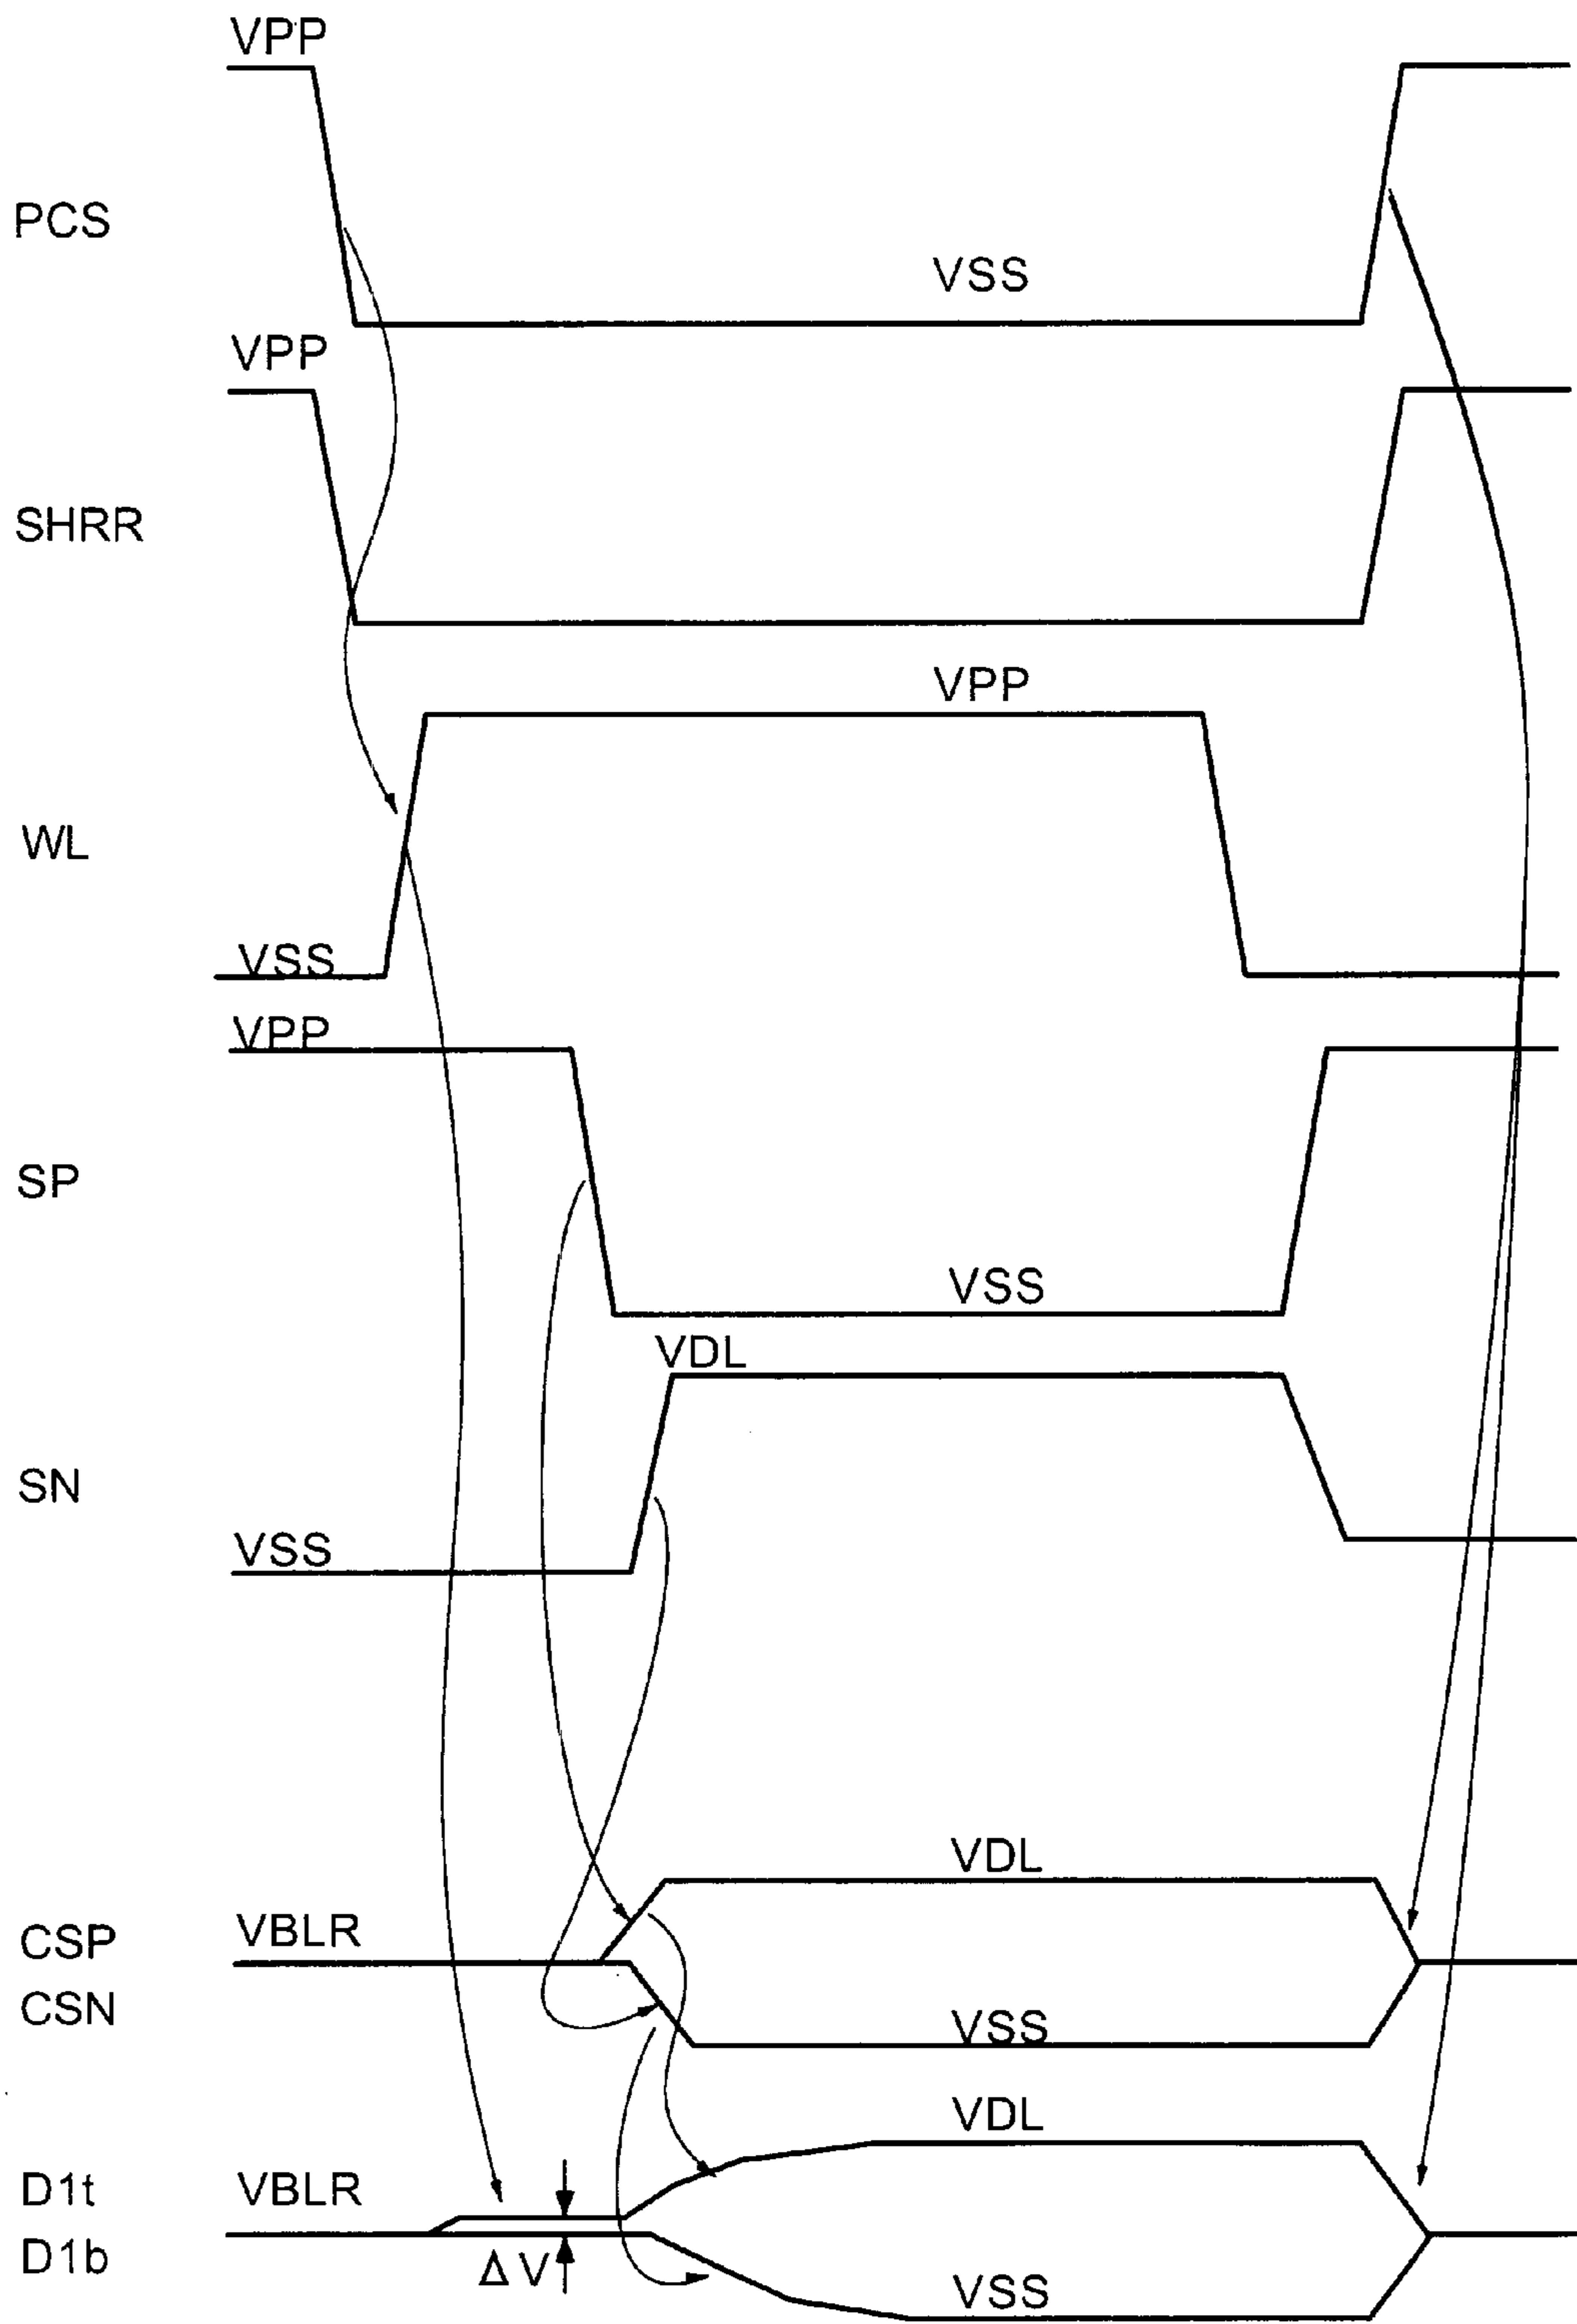 VPP
PCS
VSS
VPP
SHRR
VPP
WL
VSS
VPP
SP
VSS
VDL
SN
VSS
VDL
CSP
VBLR
CSN
VSS
VDL
D1t
VBLR
D1b
ΔV
VSS